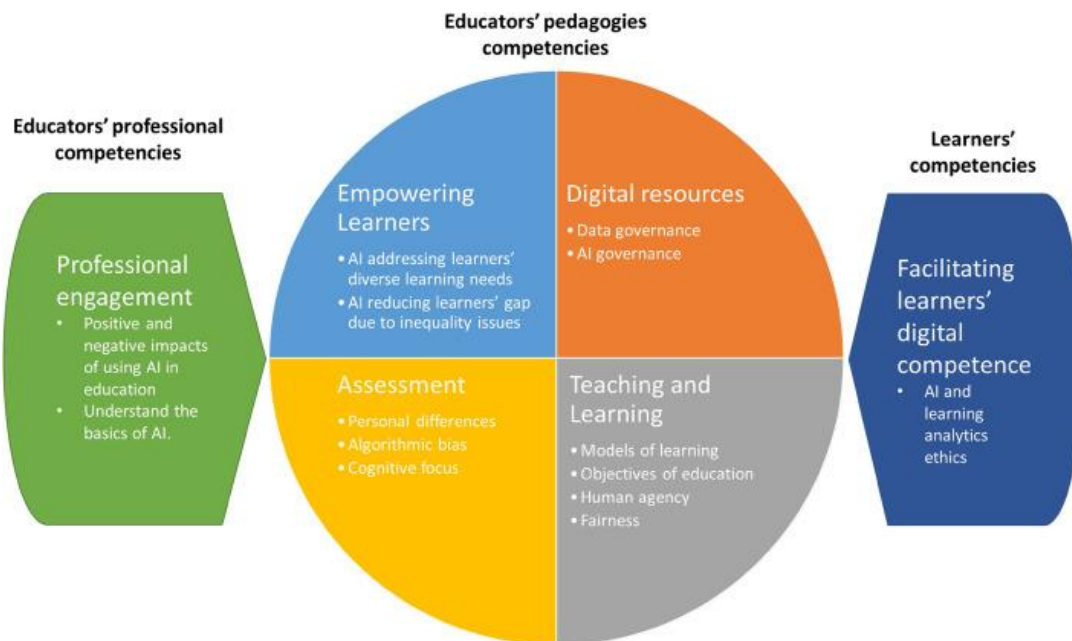 Educators' pedagogies
competencies
Educators' professional
competencies
Learners'
competencies
Professional
engagement
• Positive and
negative impacts
of using AI in
education
• Understand the
basics of AI.
Empowering
Learners
• AI addressing learners'
diverse learning needs
• AI reducing learners' gap
due to inequality issues
Digital resources
• Data governance
• AI governance
Assessment
• Personal differences
• Algorithmic bias
• Cognitive focus
Teaching and
Learning
• Models of learning
• Objectives of education
• Human agency
• Fairness
Facilitating
learners'
digital
competence
• AI and
learning
analytics
ethics